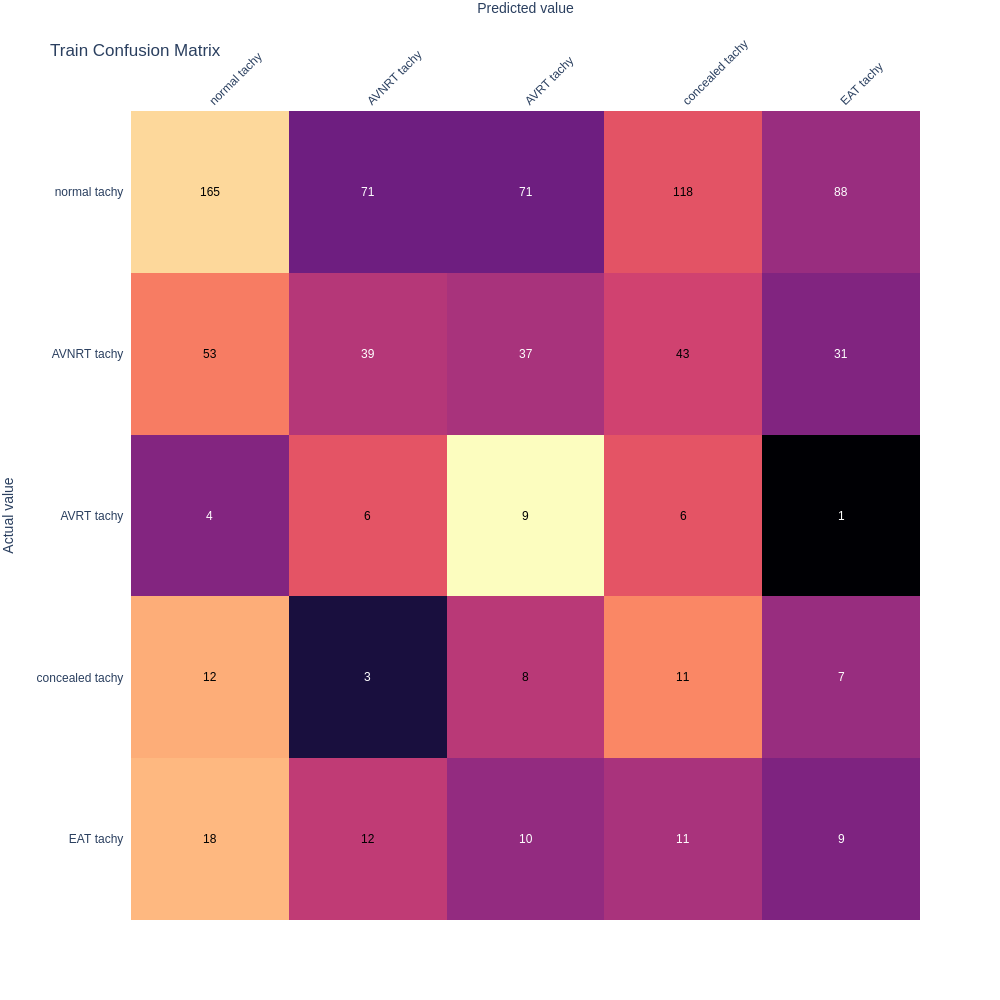 Predicted value
Train Confusion Matrix
normal tachy AVNRT tachy AVRT tachy concealed tachy EAT tachy
normal tachy 165 71 71 118 88
AVNRT tachy 53 39 37 43 31
Actual value
AVRT tachy 4 6 9 6 1
concealed tachy 12 3 8 11 7
EAT tachy 18 12 10 11 9